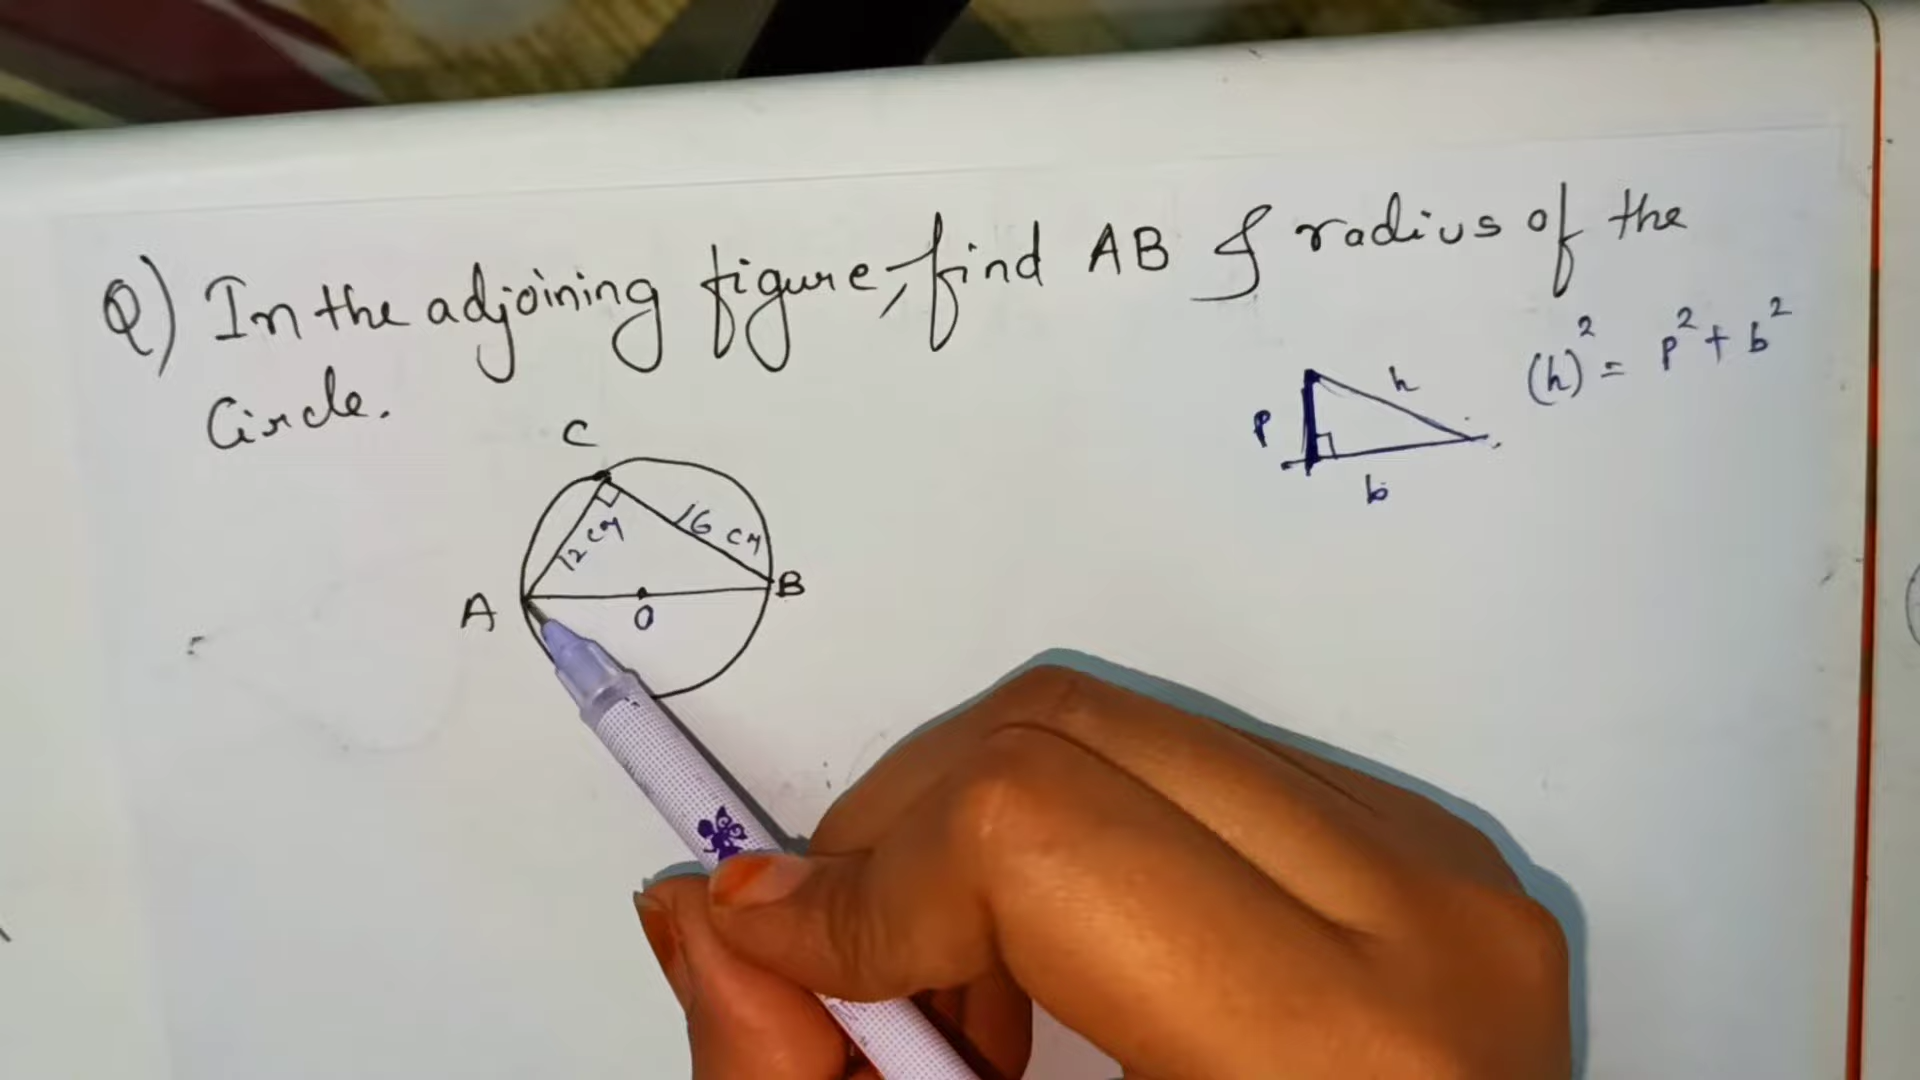 Q) In the adjoining figure, find AB & radius of the
Circle.
(h)² = p² + b²
h
P
b
C
12 cm
16 cm
A
B
O